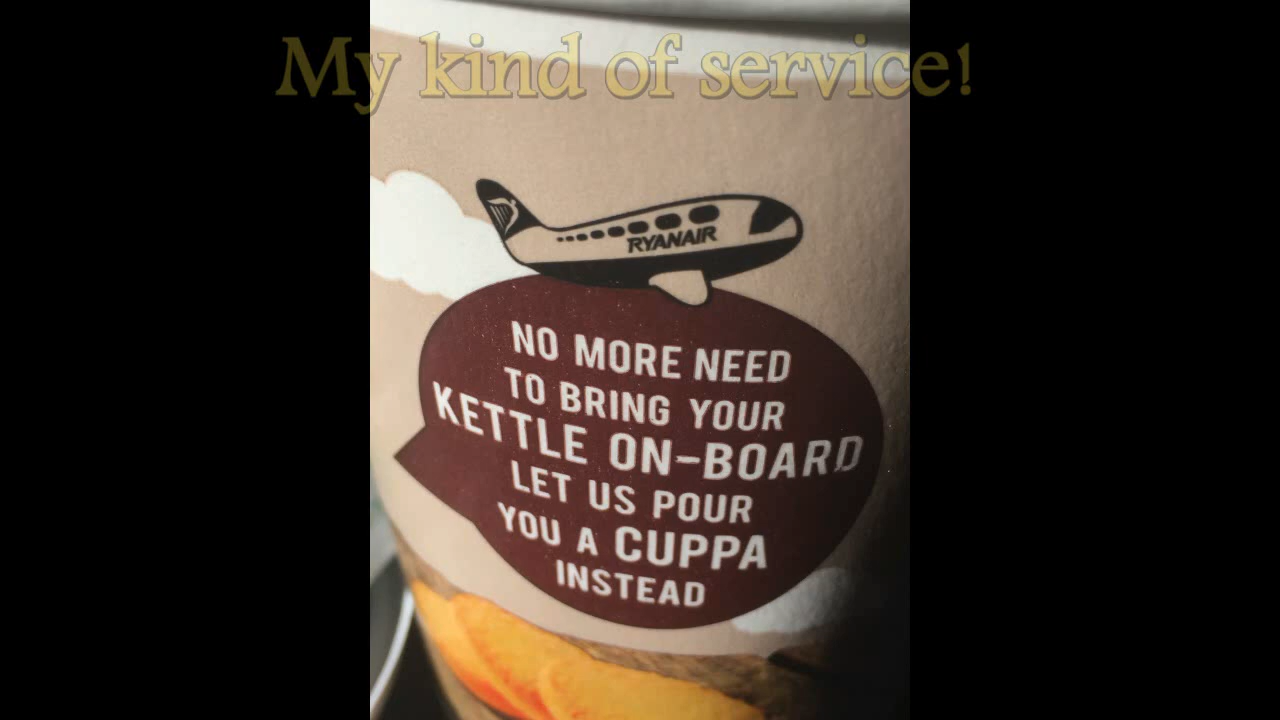 My kind of service!
RYANAIR
NO MORE NEED
TO BRING YOUR
KETTLE ON-BOARD
LET US POUR
YOU A CUPPA
INSTEAD